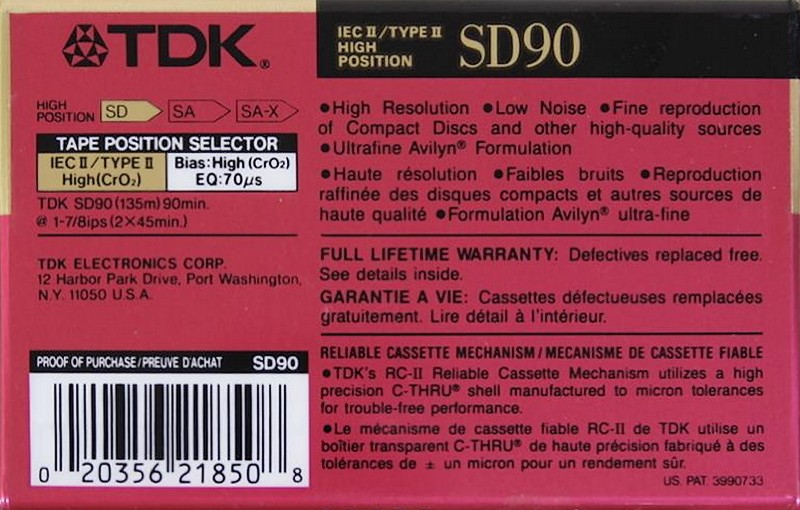 TDK®
IEC II/TYPE II
HIGH
POSITION
SD90
HIGH
POSITION
SD
SA
SA-X
TAPE POSITION SELECTOR
IEC II/TYPE II
High(CrO₂)
Bias:High(CrO₂)
EQ:70μs
TDK SD90(135m)90min.
@ 1-7/8ips(2×45min.)
TDK ELECTRONICS CORP.
12 Harbor Park Drive, Port Washington,
N.Y. 11050 U.S.A.
PROOF OF PURCHASE/PREUVE D'ACHAT SD90
0 20356 21850 8
●High Resolution ●Low Noise ●Fine reproduction
of Compact Discs and other high-quality sources
●Ultrafine Avilyn® Formulation
●Haute résolution ●Faibles bruits ●Reproduction
raffinée des disques compacts et autres sources de
haute qualité ●Formulation Avilyn® ultra-fine
FULL LIFETIME WARRANTY: Defectives replaced free.
See details inside.
GARANTIE A VIE: Cassettes défectueuses remplacées
gratuitement. Lire détail à l'intérieur.
RELIABLE CASSETTE MECHANISM/MECANISME DE CASSETTE FIABLE
●TDK's RC-II Reliable Cassette Mechanism utilizes a high
precision C-THRU® shell manufactured to micron tolerances
for trouble-free performance.
●Le mécanisme de cassette fiable RC-II de TDK utilise un
boîtier transparent C-THRU® de haute précision fabriqué à des
tolérances de ± un micron pour un rendement sûr.
US. PAT. 3990733